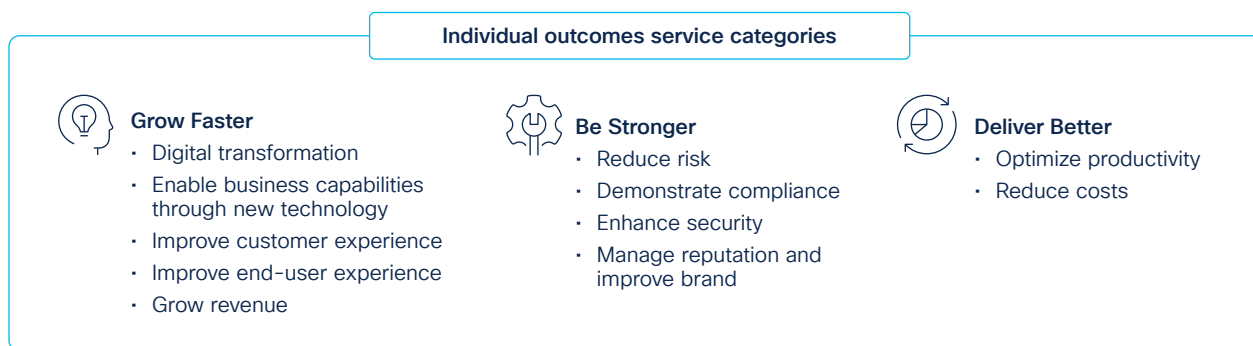 Individual outcomes service categories
Grow Faster
· Digital transformation
· Enable business capabilities
through new technology
· Improve customer experience
· Improve end-user experience
· Grow revenue
Be Stronger
· Reduce risk
· Demonstrate compliance
· Enhance security
· Manage reputation and
improve brand
Deliver Better
· Optimize productivity
· Reduce costs